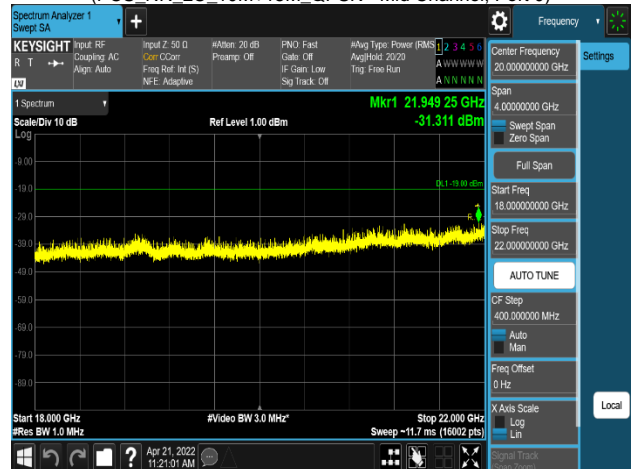 Spectrum Analyzer 1
Swept SA
+
Frequency
KEYSIGHT
R T
Input: RF
Coupling: AC
Align: Auto
Input Z: 50 Ω
Corr CCorr
Freq Ref: Int (S)
NFE: Adaptive
#Atten: 20 dB
Preamp: Off
PNO: Fast
Gate: Off
IF Gain: Low
Sig Track: Off
#Avg Type: Power (RMS)
Avg|Hold: 20/20
Trig: Free Run
1 2 3 4 5 6
A W W W W W
A N N N N N
1 Spectrum
Scale/Div 10 dB
Log
Ref Level 1.00 dBm
Mkr1 21.949 25 GHz
-31.311 dBm
-9.00
-19.0
-29.0
-39.0
-49.0
-59.0
-69.0
-79.0
-89.0
DL1 -19.00 dBm
Start 18.000 GHz
#Res BW 1.0 MHz
#Video BW 3.0 MHz*
Stop 22.000 GHz
Sweep ~11.7 ms (16002 pts)
Apr 21, 2022
11:21:01 AM
Center Frequency
20.000000000 GHz
Settings
Span
4.00000000 GHz
Swept Span
Zero Span
Full Span
Start Freq
18.000000000 GHz
Stop Freq
22.000000000 GHz
AUTO TUNE
CF Step
400.000000 MHz
Auto
Man
Freq Offset
0 Hz
X Axis Scale
Log
Lin
Local
Signal Track
(Span Zoom)